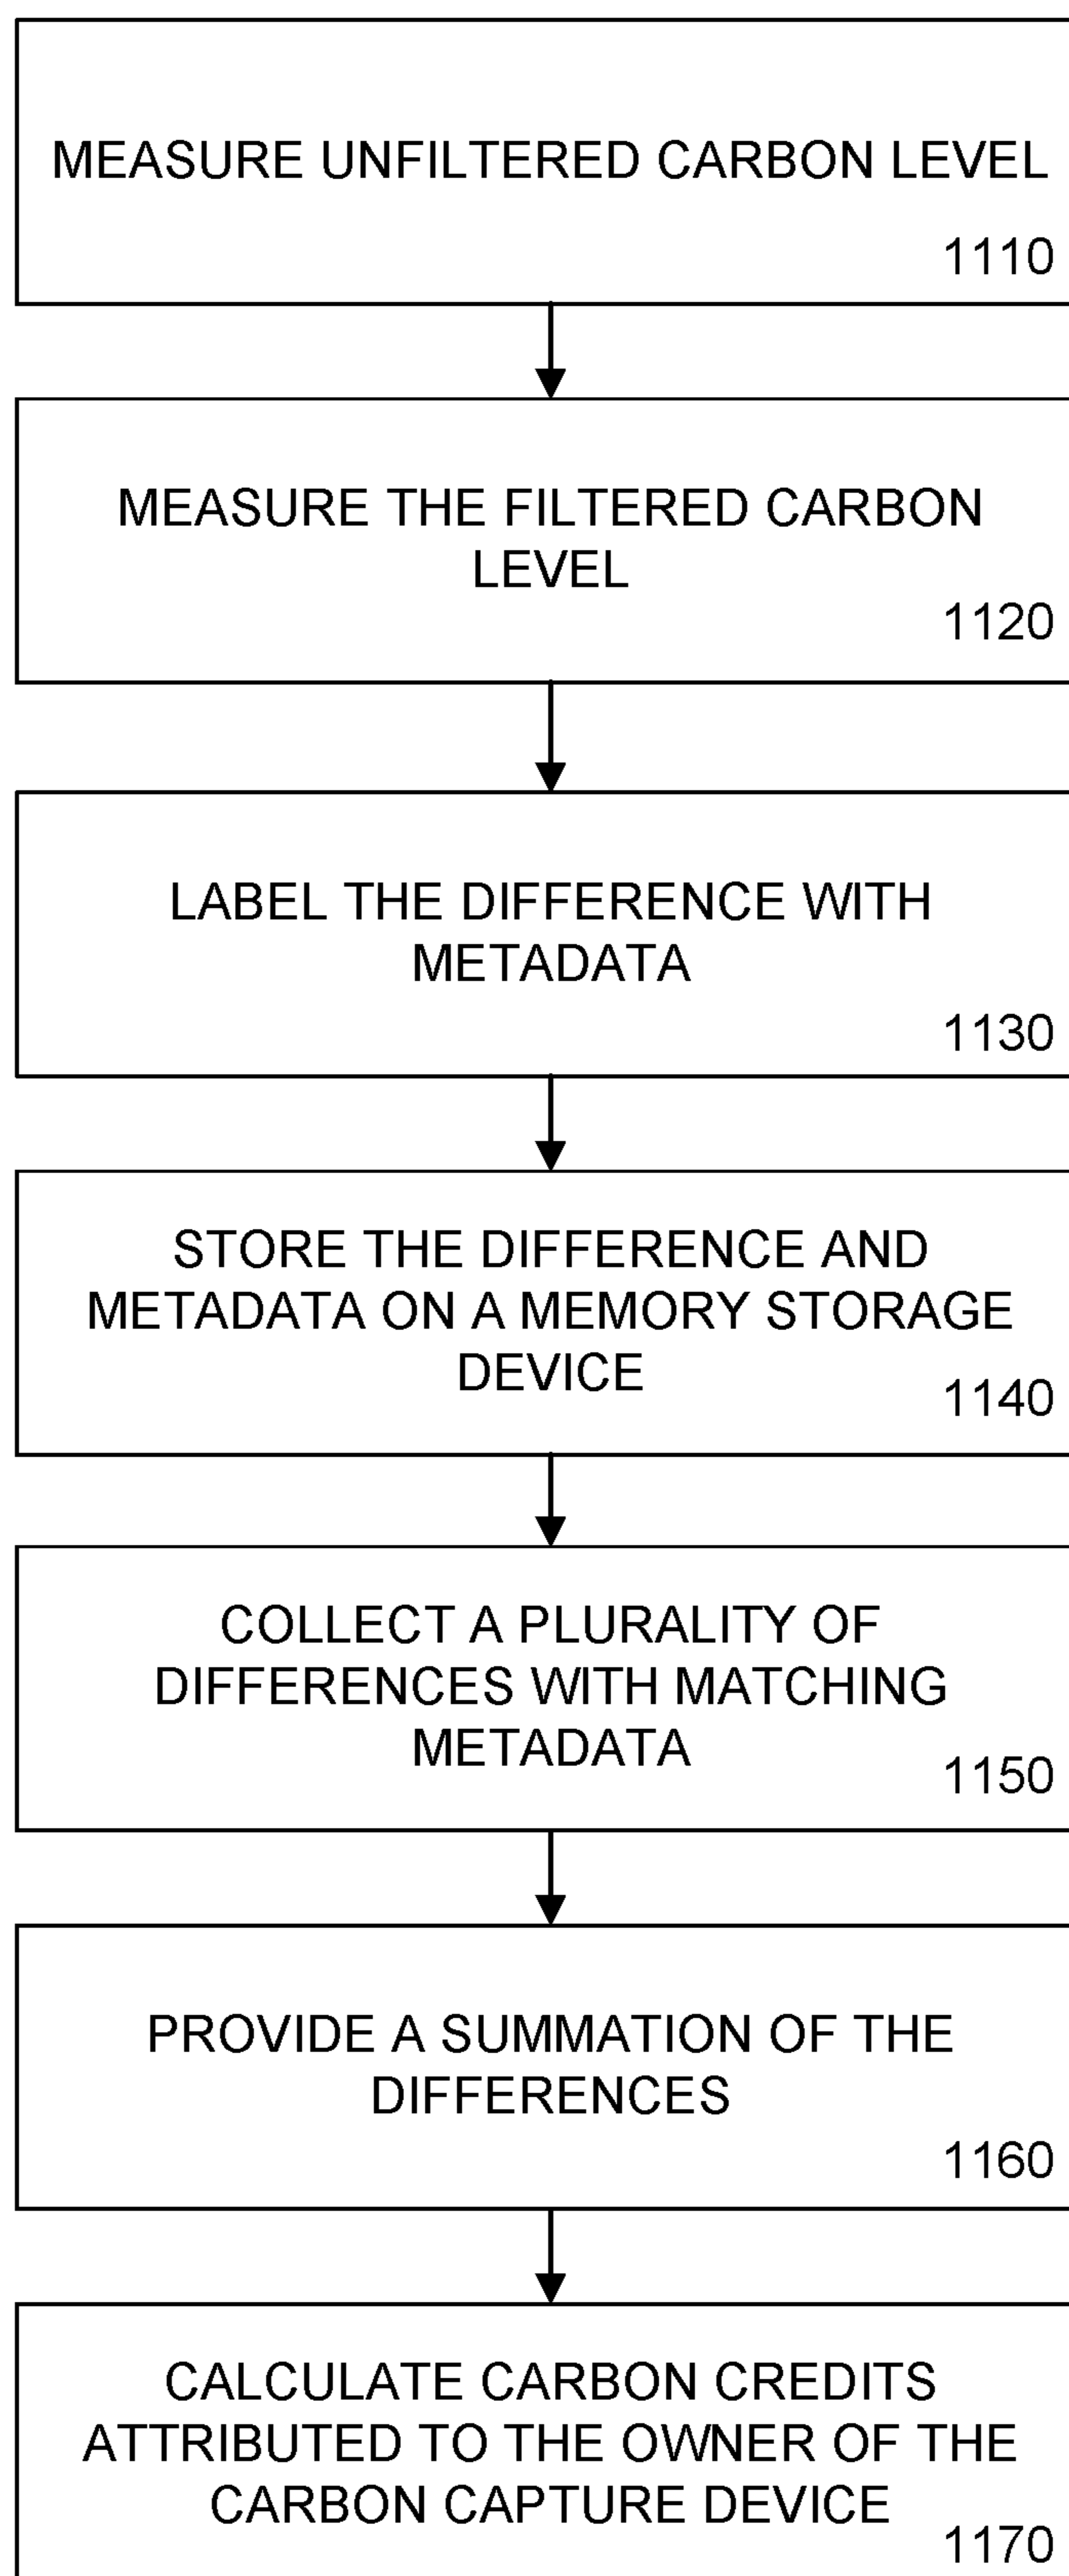 MEASURE UNFILTERED CARBON LEVEL
1110
MEASURE THE FILTERED CARBON
LEVEL
1120
LABEL THE DIFFERENCE WITH
METADATA
1130
STORE THE DIFFERENCE AND
METADATA ON A MEMORY STORAGE
DEVICE
1140
COLLECT A PLURALITY OF
DIFFERENCES WITH MATCHING
METADATA
1150
PROVIDE A SUMMATION OF THE
DIFFERENCES
1160
CALCULATE CARBON CREDITS
ATTRIBUTED TO THE OWNER OF THE
CARBON CAPTURE DEVICE
1170